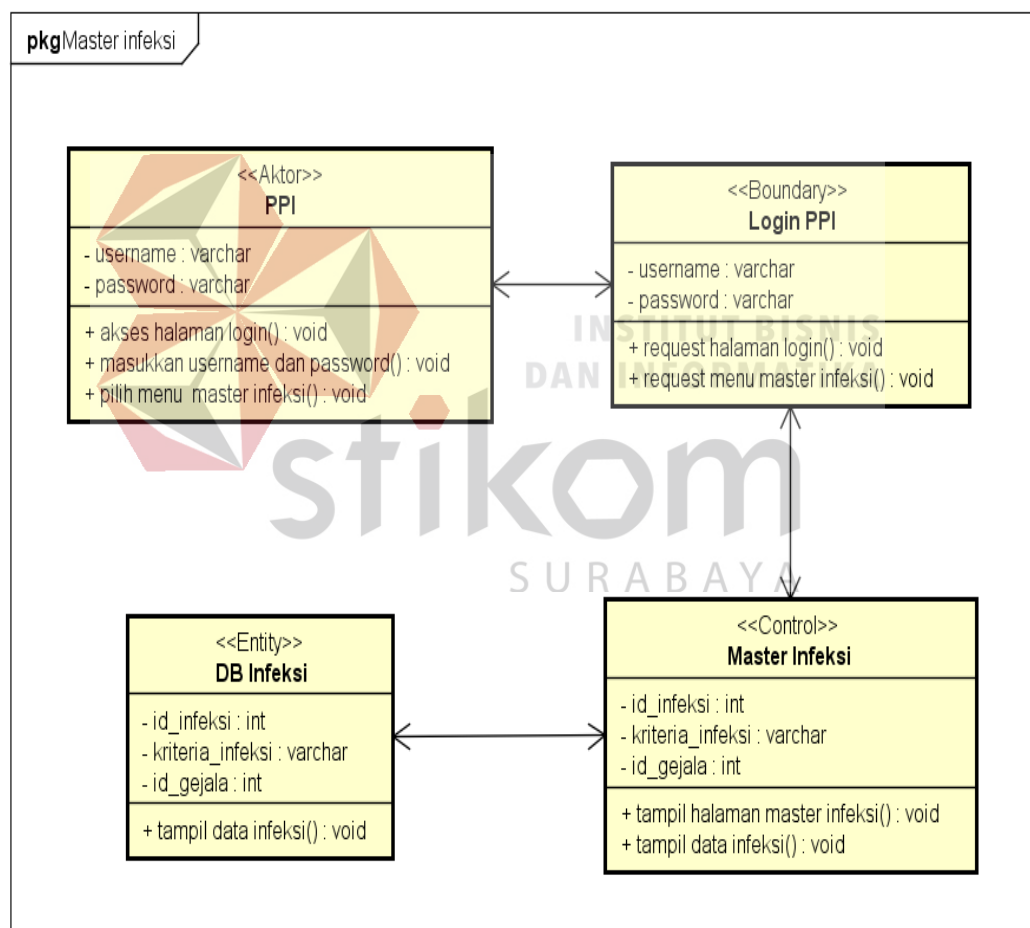 pkg Master infeksi
<<Aktor>>
PPI
- username : varchar
- password : varchar
+ akses halaman login() : void
+ masukkan username dan password() : void
+ pilih menu master infeksi() : void
<<Boundary>>
Login PPI
- username : varchar
- password : varchar
+ request halaman login() : void
+ request menu master infeksi() : void
INSTITUT BISNIS
DAN INFORMATIKA
stikom
SURABAYA
<<Entity>>
DB Infeksi
- id_infeksi : int
- kriteria_infeksi : varchar
- id_gejala : int
+ tampil data infeksi() : void
<<Control>>
Master Infeksi
- id_infeksi : int
- kriteria_infeksi : varchar
- id_gejala : int
+ tampil halaman master infeksi() : void
+ tampil data infeksi() : void